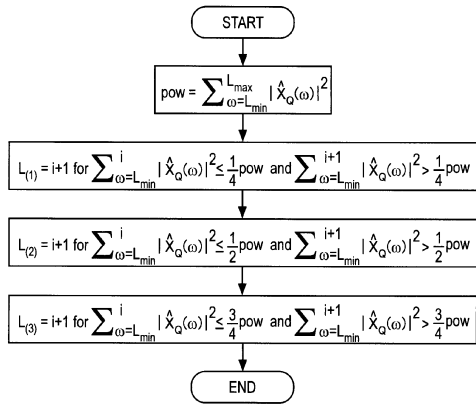 START
pow = ∑_{ω=L_min}^{L_max} | X̂_Q(ω)|²
L_(1) = i+1 for ∑_{ω=L_min}^{i} | X̂_Q(ω)|² ≤ 1/4 pow and ∑_{ω=L_min}^{i+1} | X̂_Q(ω)|² > 1/4 pow
L_(2) = i+1 for ∑_{ω=L_min}^{i} | X̂_Q(ω)|² ≤ 1/2 pow and ∑_{ω=L_min}^{i+1} | X̂_Q(ω)|² > 1/2 pow
L_(3) = i+1 for ∑_{ω=L_min}^{i} | X̂_Q(ω)|² ≤ 3/4 pow and ∑_{ω=L_min}^{i+1} | X̂_Q(ω)|² > 3/4 pow
END